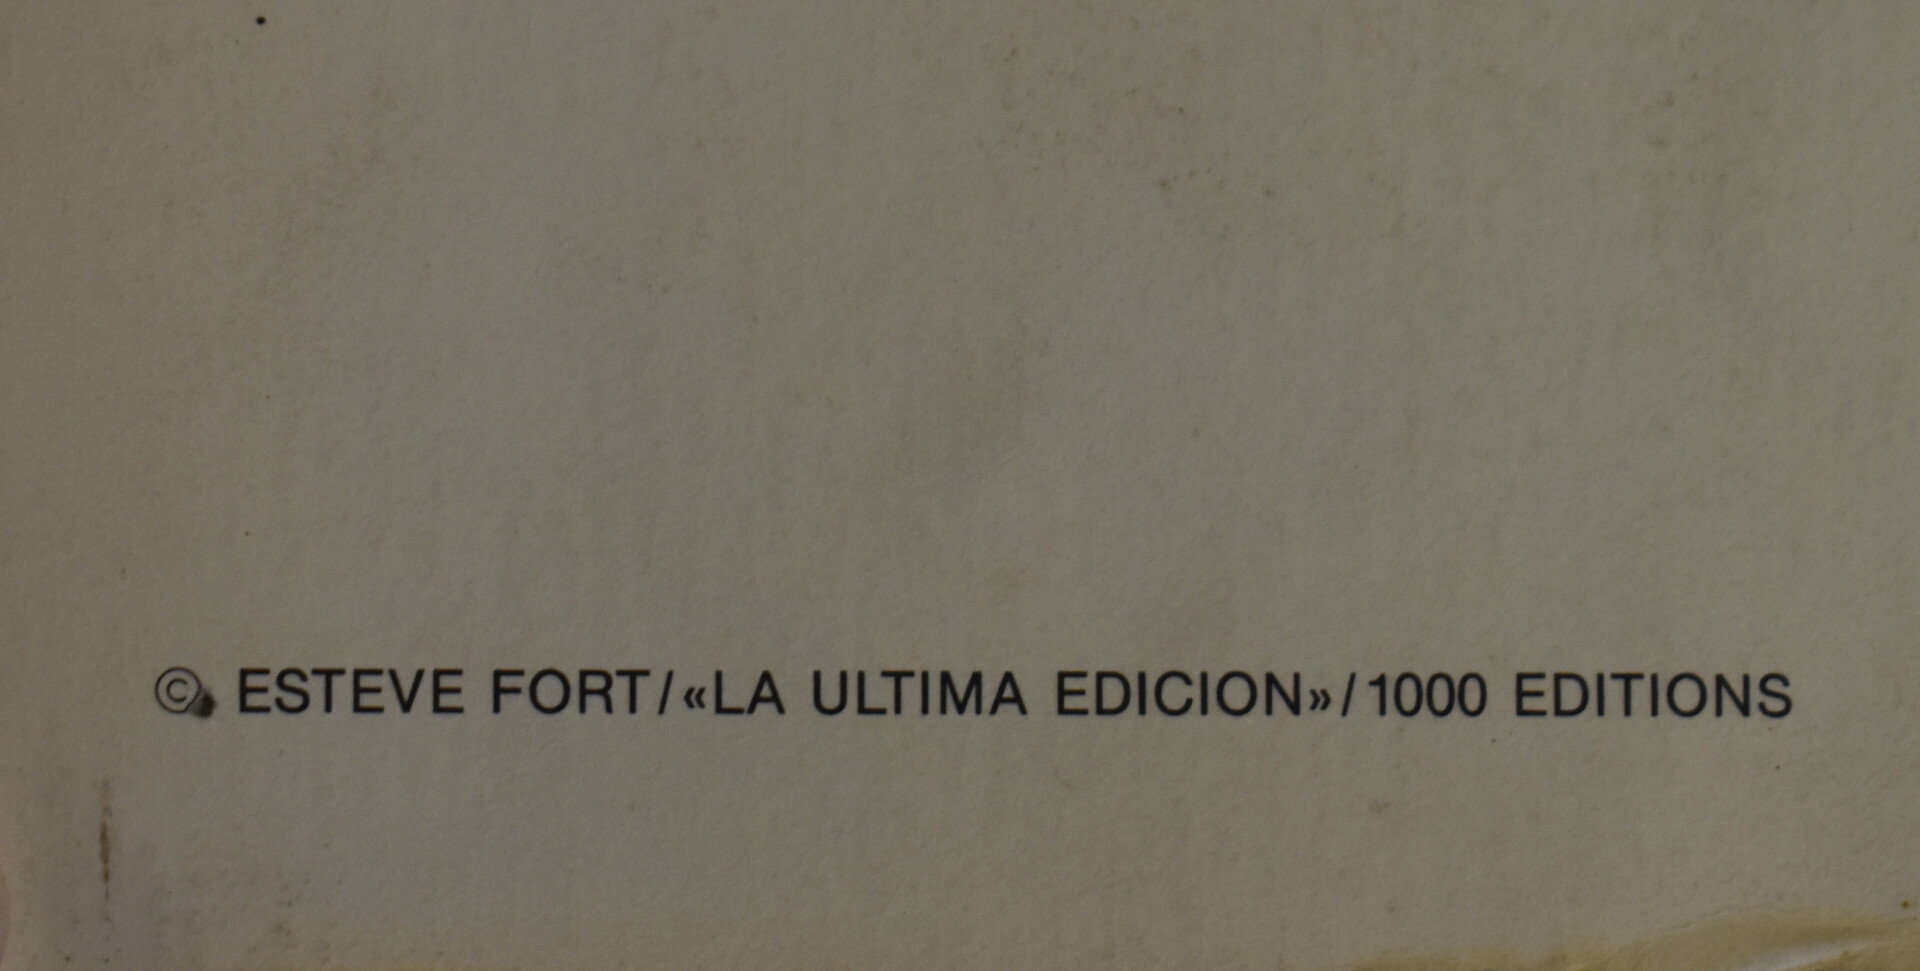 © ESTEVE FORT/«LA ULTIMA EDICION»/1000 EDITIONS